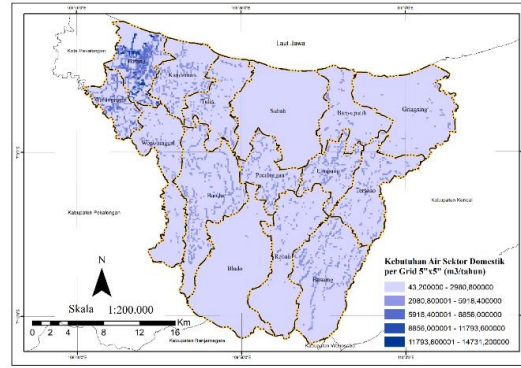 Laut Jawa
Kota Pekalongan
Batang
Kandeman
Tulis
Subah
Banyuputih
Gringsing
Warungasem
Wonotunggal
Pecalungan
Limpung
Tersono
Bandar
Kabupaten Pekalongan
Kabupaten Kendal
Blado
Reban
Bawang
N
Skala 1:200.000
0 2 4 8 12 16 Km
Kebutuhan Air Sektor Domestik
per Grid 5"x5" (m3/tahun)
43,200000 - 2980,800000
2980,800001 - 5918,400000
5918,400001 - 8856,000000
8856,000001 - 11793,600000
11793,600001 - 14731,200000
Kabupaten Banjarnegara
Kabupaten Wonosobo